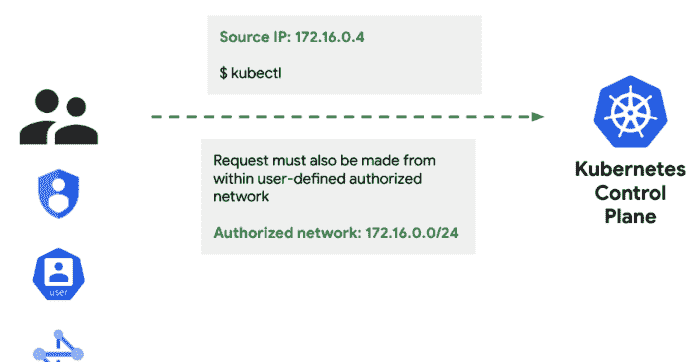 Source IP: 172.16.0.4
$ kubectl
Request must also be made from
within user-defined authorized
network
Authorized network: 172.16.0.0/24
Kubernetes
Control
Plane
user